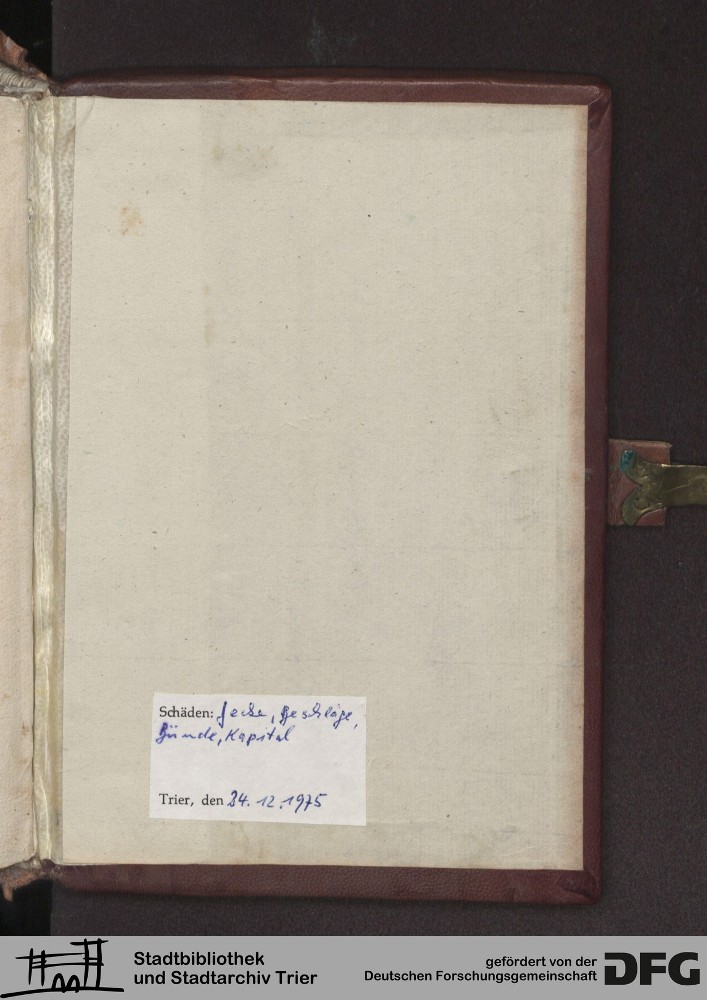 Schäden: Decke, Beschläge,
Bünde, Kapital
Trier, den 24.12.1975
Stadtbibliothek
und Stadtarchiv Trier
gefördert von der
Deutschen Forschungsgemeinschaft
DFG